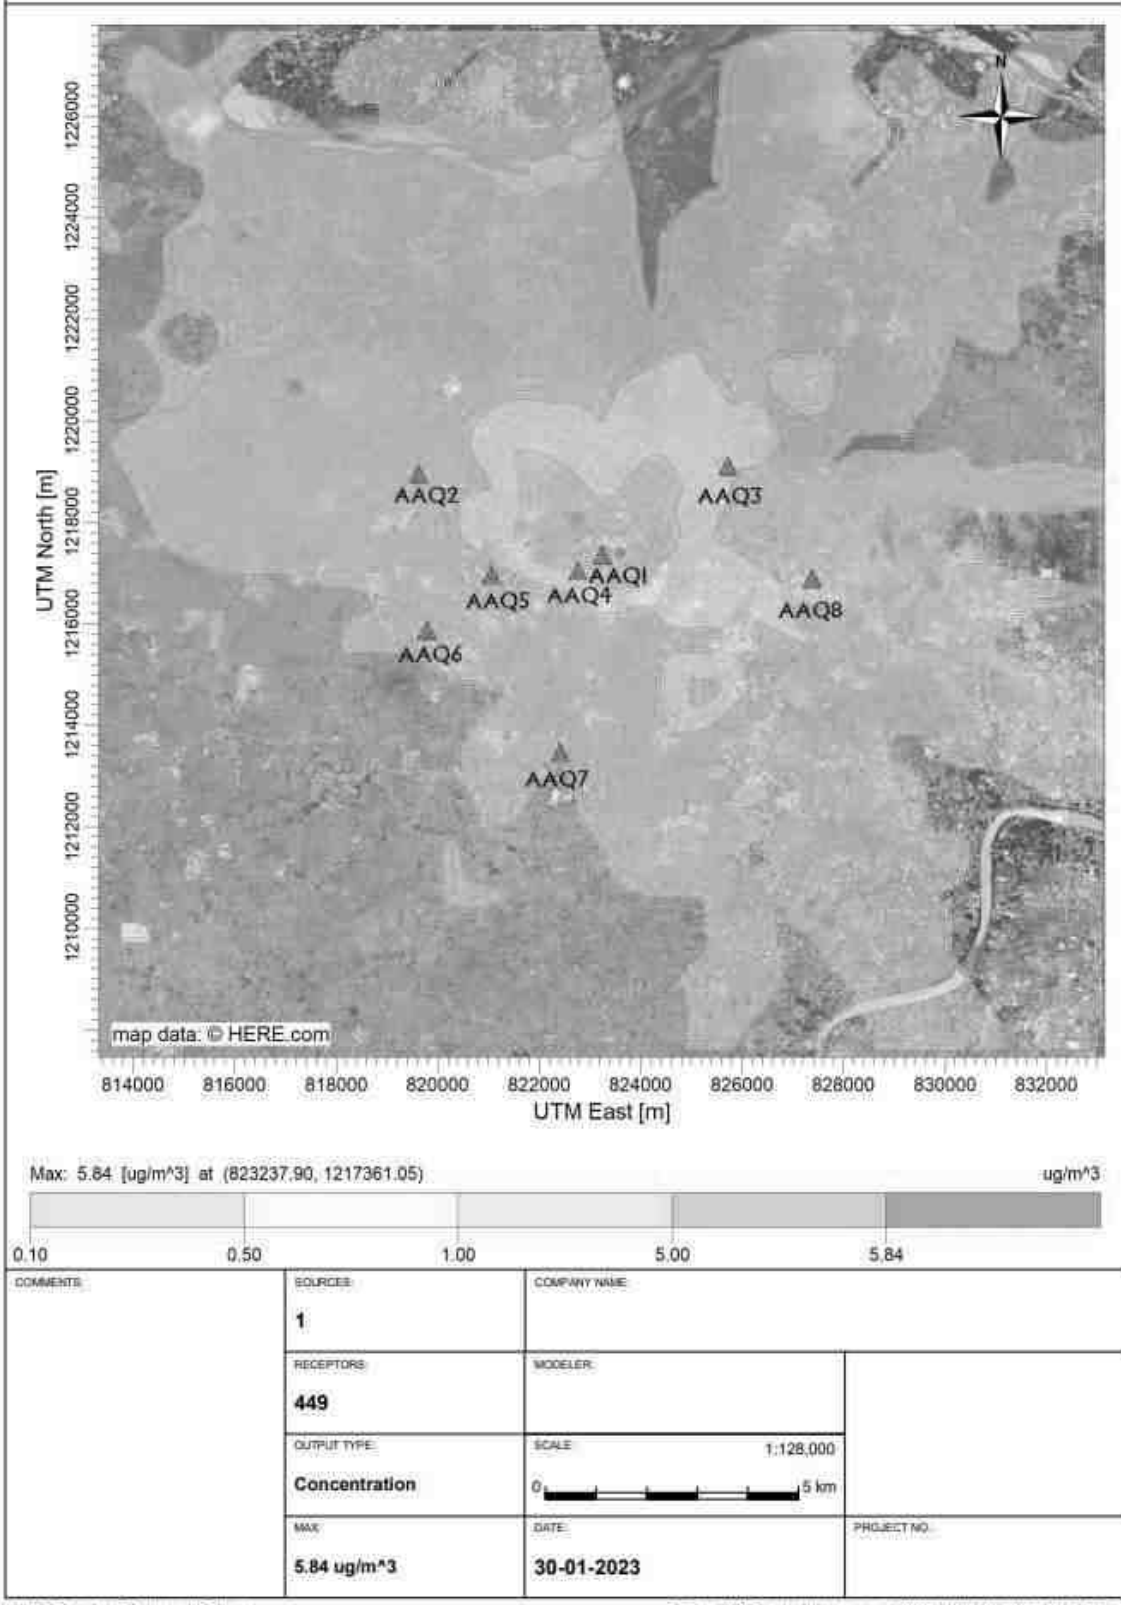 N
1226000
1224000
1222000
1220000
1218000
1216000
1214000
1212000
1210000
UTM North [m]
AAQ2
AAQ3
AAQ1
AAQ4
AAQ5
AAQ8
AAQ6
AAQ7
map data: © HERE.com
814000 816000 818000 820000 822000 824000 826000 828000 830000 832000
UTM East [m]
Max: 5.84 [ug/m^3] at (823237.90, 1217361.05) ug/m^3
0.10 0.50 1.00 5.00 5.84
COMMENTS:
SOURCES:
1
COMPANY NAME:
RECEPTORS:
449
MODELER:
OUTPUT TYPE:
Concentration
SCALE: 1:128,000
0 5 km
MAX:
5.84 ug/m^3
DATE:
30-01-2023
PROJECT NO.: